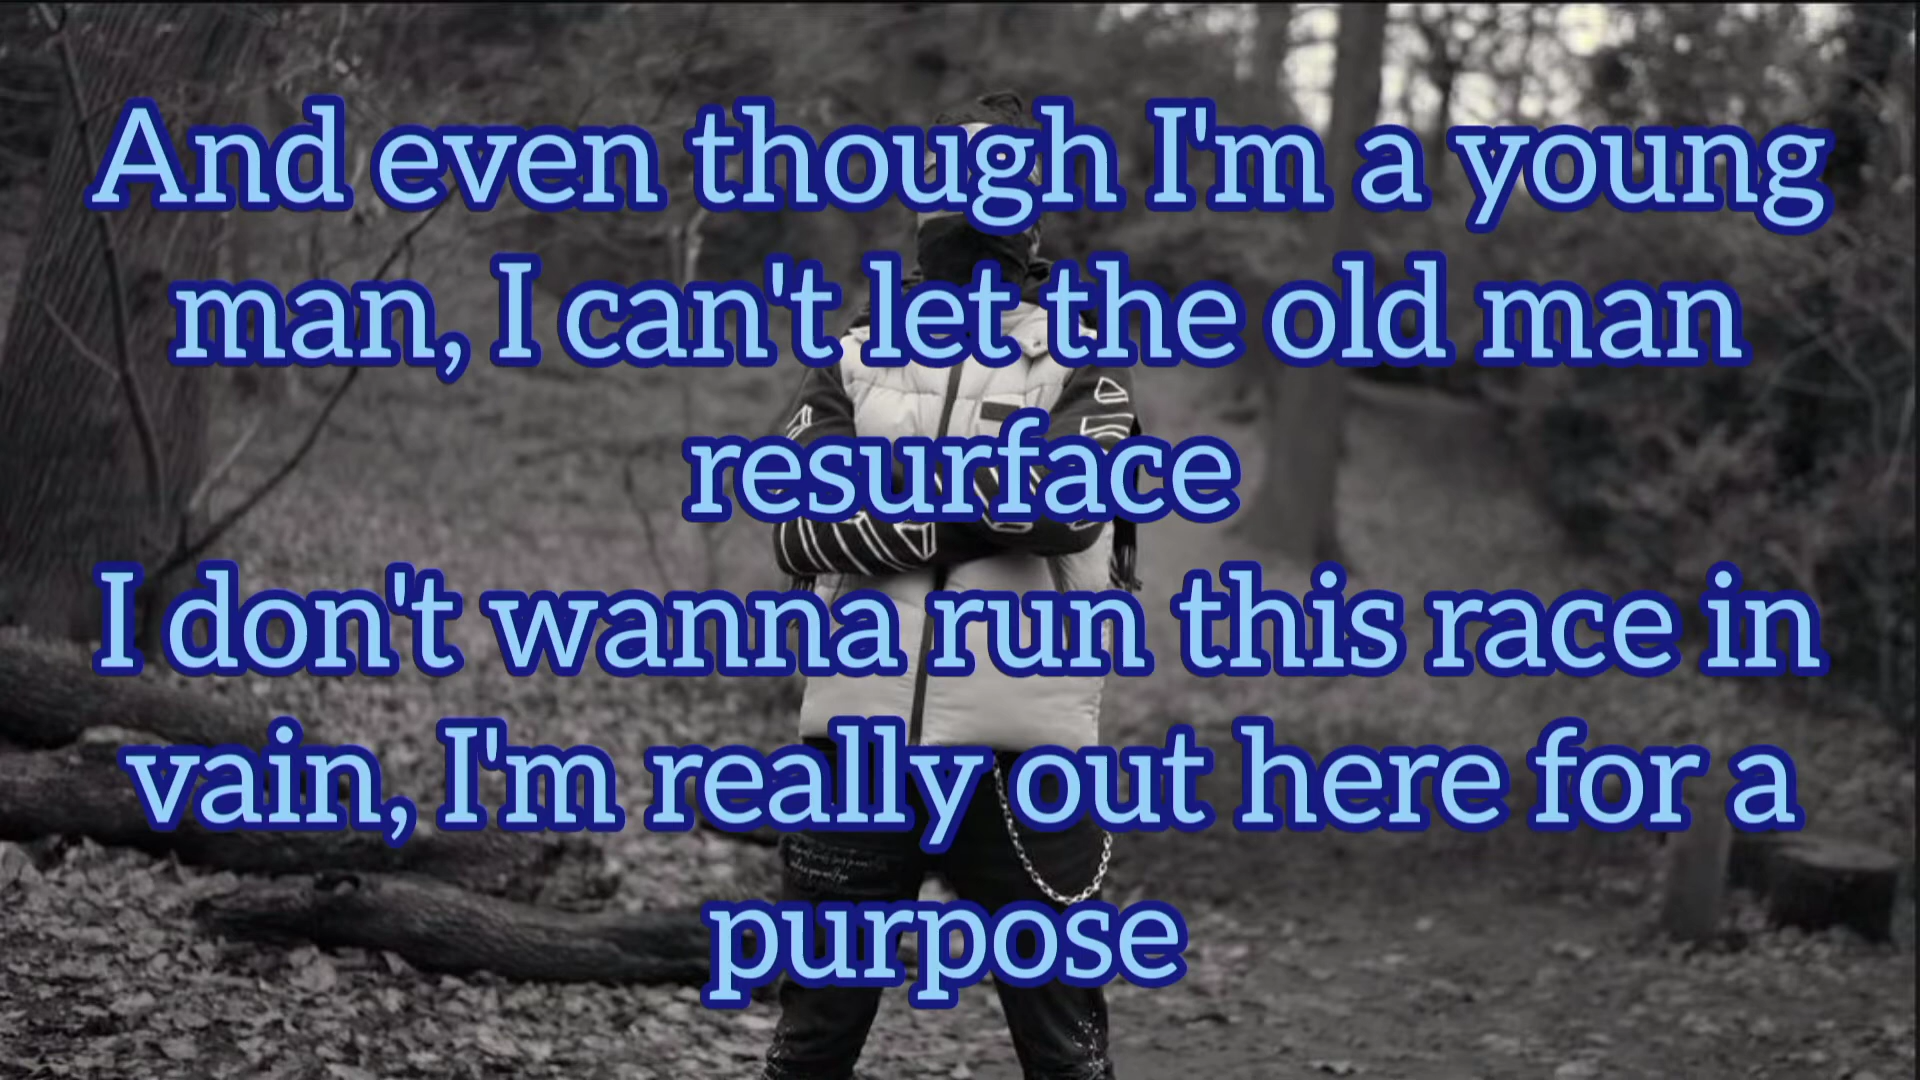 And even though I'm a young
man, I can't let the old man
resurface
I don't wanna run this race in
vain, I'm really out here for a
purpose